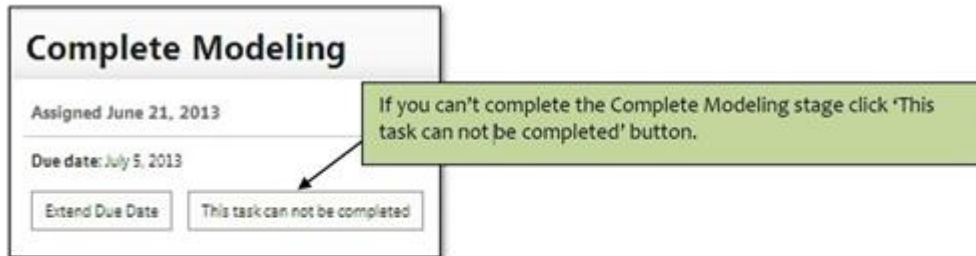 Complete Modeling
Assigned June 21, 2013
If you can't complete the Complete Modeling stage click 'This
task can not be completed' button.
Due date: July 5, 2013
Extend Due Date
This task can not be completed